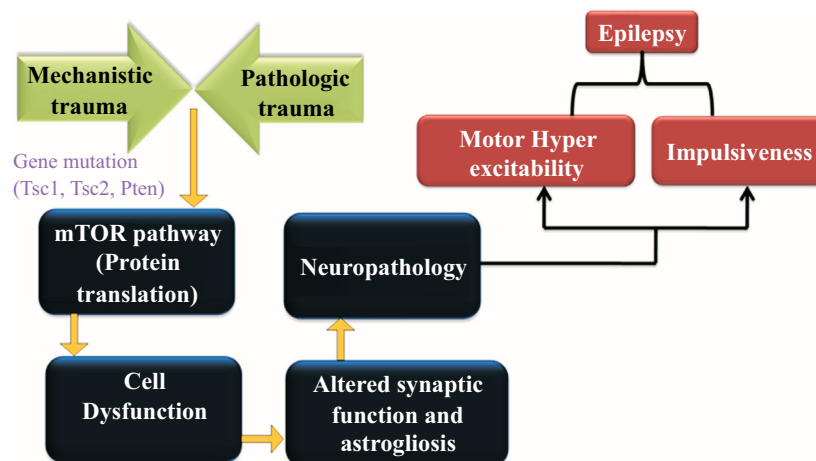 Mechanistic
trauma
Pathologic
trauma
Gene mutation
(Tsc1, Tsc2, Pten)
mTOR pathway
(Protein
translation)
Cell
Dysfunction
Altered synaptic
function and
astrogliosis
Neuropathology
Motor Hyper
excitability
Impulsiveness
Epilepsy